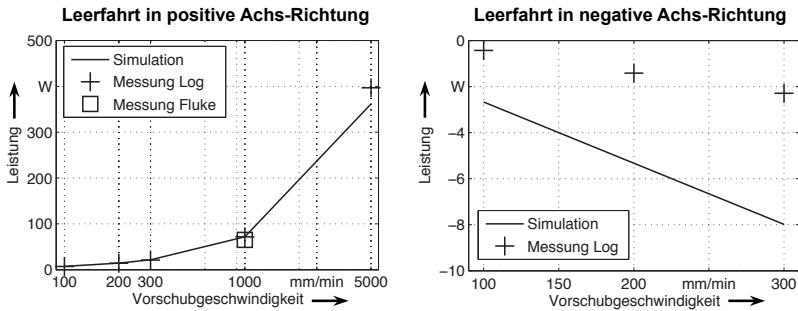 Leerfahrt in positive Achs-Richtung
500
W
300
200
100
0
Leistung
Simulation
Messung Log
Messung Fluke
100
200
300
1000
mm/min
5000
Vorschubgeschwindigkeit
Leerfahrt in negative Achs-Richtung
0
W
−4
−6
−8
−10
Leistung
Simulation
Messung Log
100
150
200
mm/min
300
Vorschubgeschwindigkeit